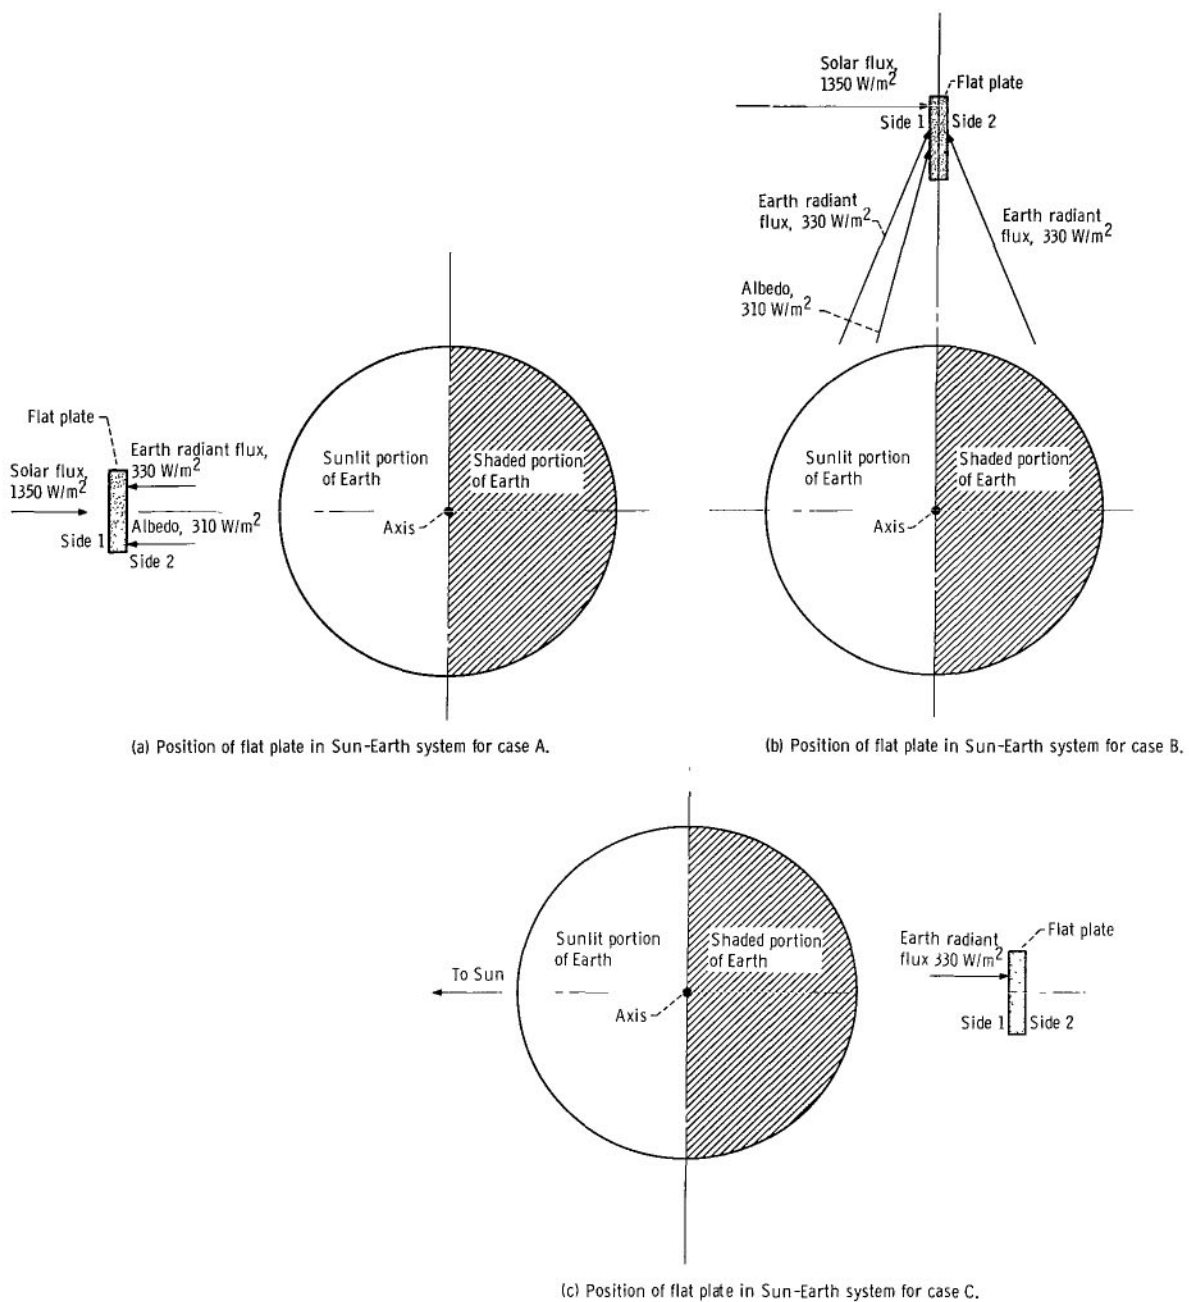 Solar flux,
1350 W/m2
Flat plate
Side 1
Side 2
Earth radiant
flux, 330 W/m2
Earth radiant
flux, 330 W/m2
Albedo,
310 W/m2
Sunlit portion
of Earth
Shaded portion
of Earth
Axis
(b) Position of flat plate in Sun-Earth system for case B.
Flat plate
Earth radiant flux,
330 W/m2
Solar flux,
1350 W/m2
Albedo, 310 W/m2
Side 1
Side 2
Sunlit portion
of Earth
Shaded portion
of Earth
Axis
(a) Position of flat plate in Sun-Earth system for case A.
Sunlit portion
of Earth
Shaded portion
of Earth
To Sun
Axis
Earth radiant
flux 330 W/m2
Flat plate
Side 1
Side 2
(c) Position of flat plate in Sun-Earth system for case C.